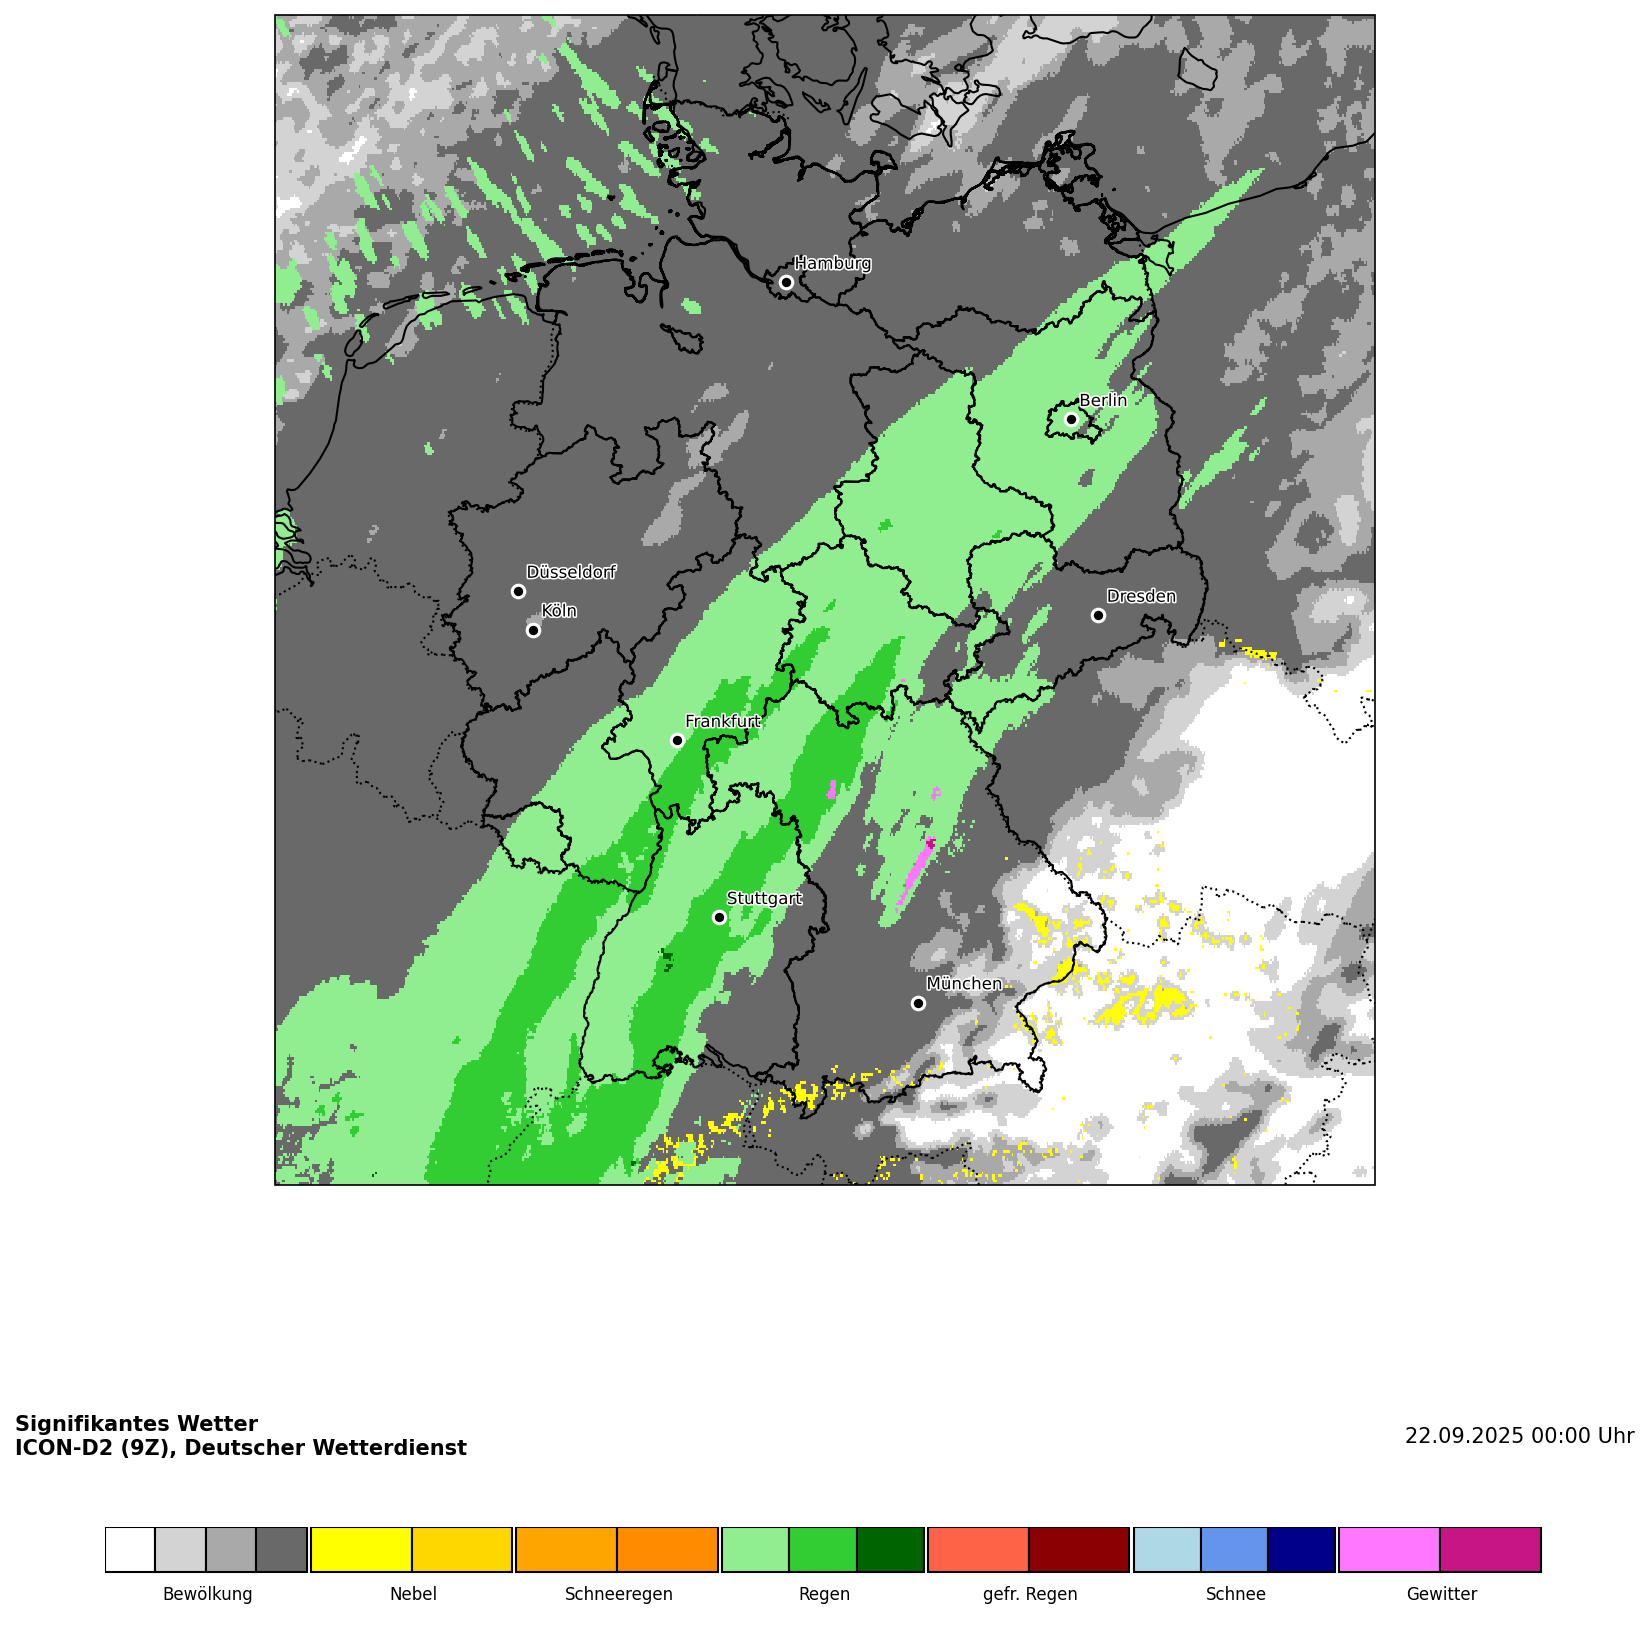 Hamburg
Berlin
Düsseldorf
Köln
Dresden
Frankfurt
Stuttgart
München
Signifikantes Wetter
ICON-D2 (9Z), Deutscher Wetterdienst
22.09.2025 00:00 Uhr
Bewölkung Nebel Schneeregen Regen gefr. Regen Schnee Gewitter